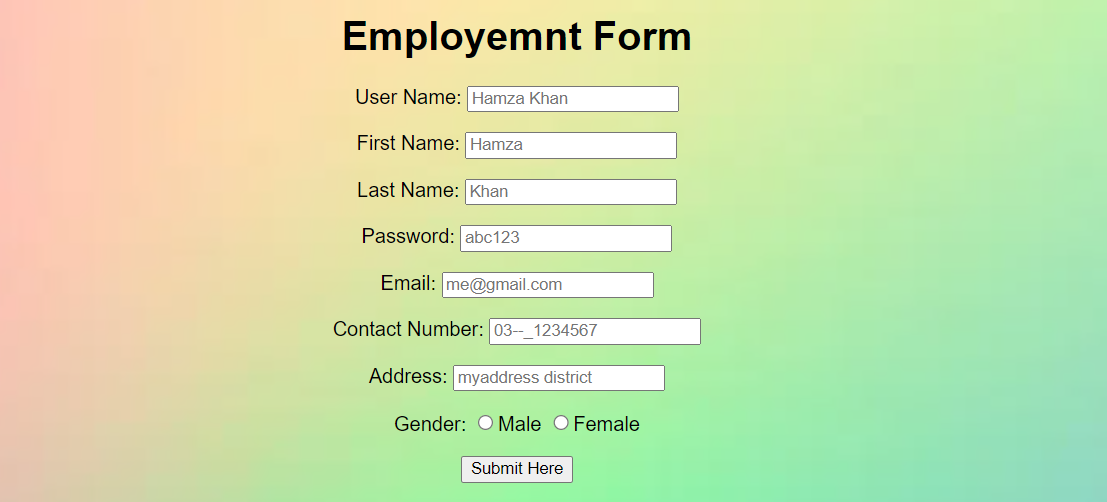 Employemnt Form
User Name: Hamza Khan
First Name: Hamza
Last Name: Khan
Password: abc123
Email: me@gmail.com
Contact Number: 03--_1234567
Address: myaddress district
Gender: Male Female
Submit Here